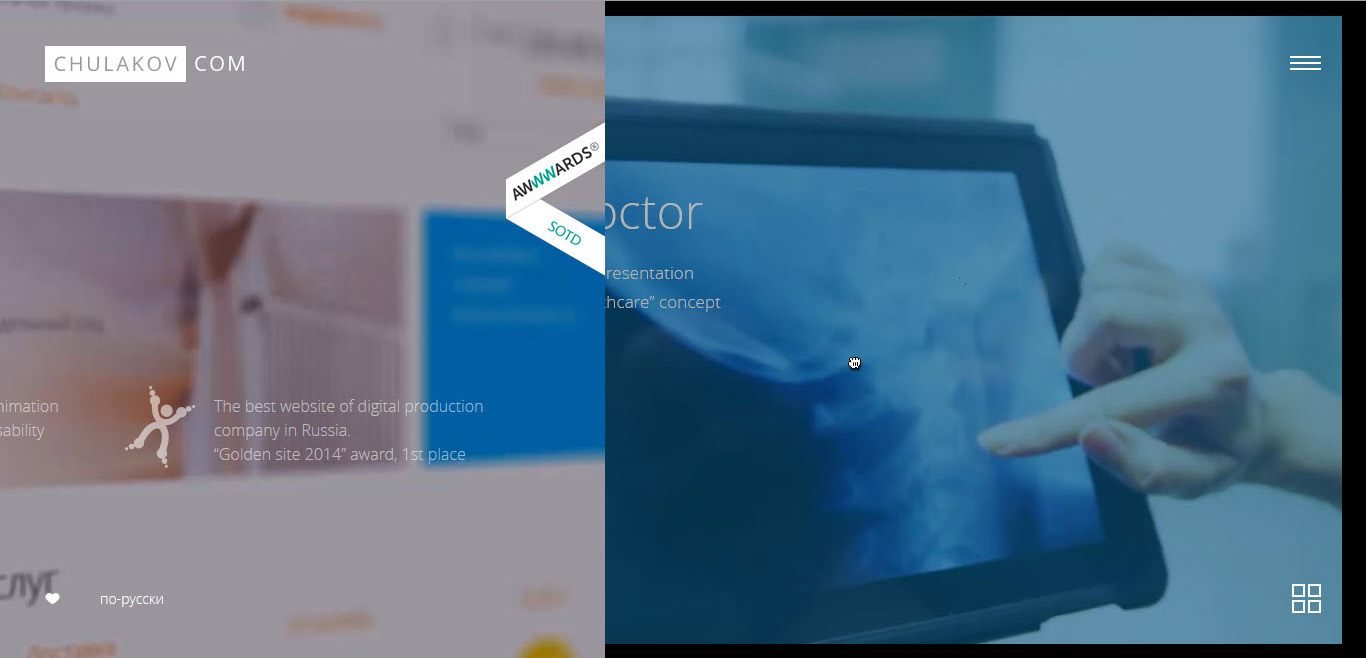 CHULAKOV COM
AWWWARDS®
SOTD
octor
resentation
hcare” concept
nimation
sability
The best website of digital production
company in Russia.
“Golden site 2014” award, 1st place
по-русски